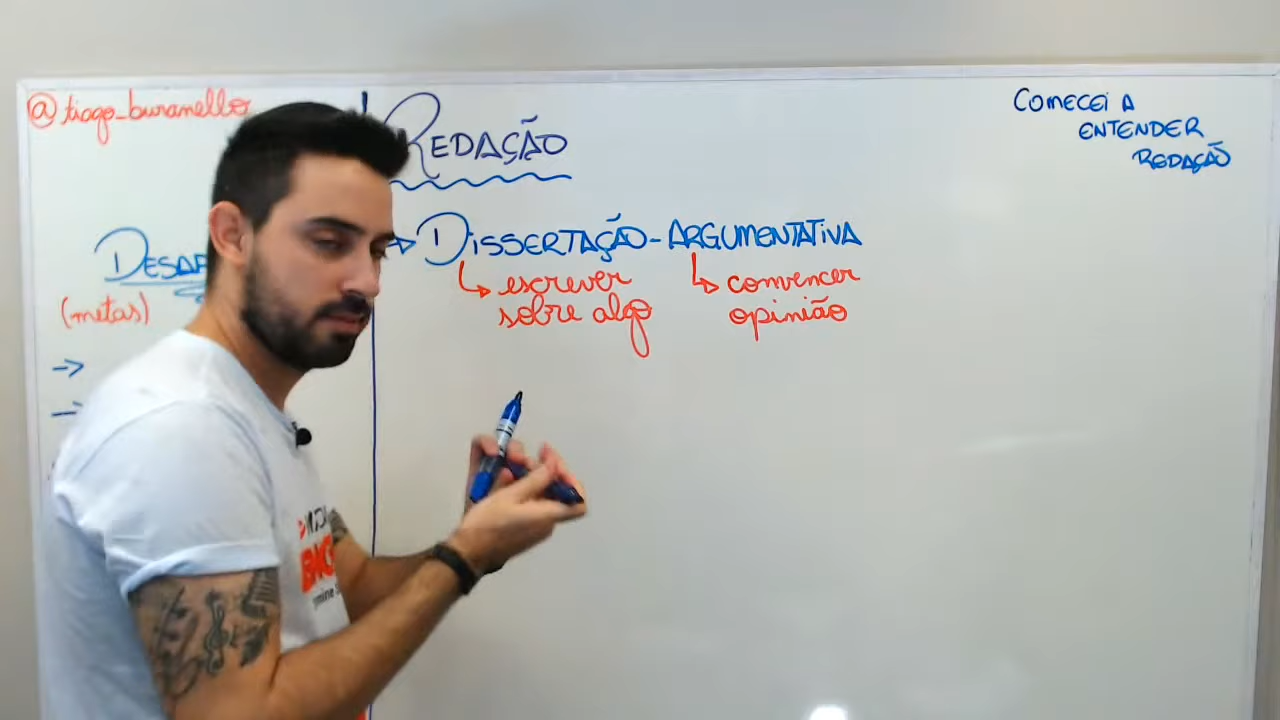 @tiago_buranello
REDAÇÃO
COMECEI A
ENTENDER
REDAÇÃO
DISSERTAÇÃO-ARGUMENTATIVA
escrever
sobre algo
convencer
opinião
(metas)